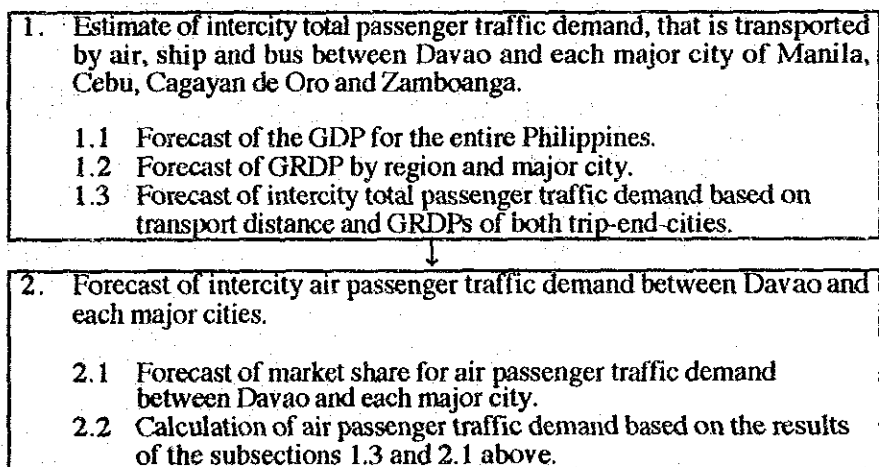 1. Estimate of intercity total passenger traffic demand, that is transported
by air, ship and bus between Davao and each major city of Manila,
Cebu, Cagayan de Oro and Zamboanga.
1.1 Forecast of the GDP for the entire Philippines.
1.2 Forecast of GRDP by region and major city.
1.3 Forecast of intercity total passenger traffic demand based on
transport distance and GRDPs of both trip-end-cities.
↓
2. Forecast of intercity air passenger traffic demand between Davao and
each major cities.
2.1 Forecast of market share for air passenger traffic demand
between Davao and each major city.
2.2 Calculation of air passenger traffic demand based on the results
of the subsections 1.3 and 2.1 above.